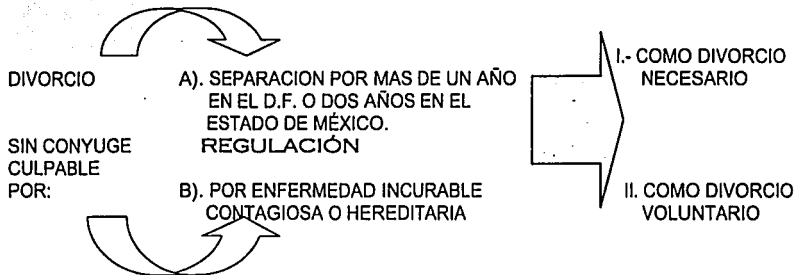 DIVORCIO
SIN CONYUGE
CULPABLE
POR:
A). SEPARACION POR MAS DE UN AÑO
EN EL D.F. O DOS AÑOS EN EL
ESTADO DE MÉXICO.
REGULACIÓN
B). POR ENFERMEDAD INCURABLE
CONTAGIOSA O HEREDITARIA
I.- COMO DIVORCIO
NECESARIO
II. COMO DIVORCIO
VOLUNTARIO